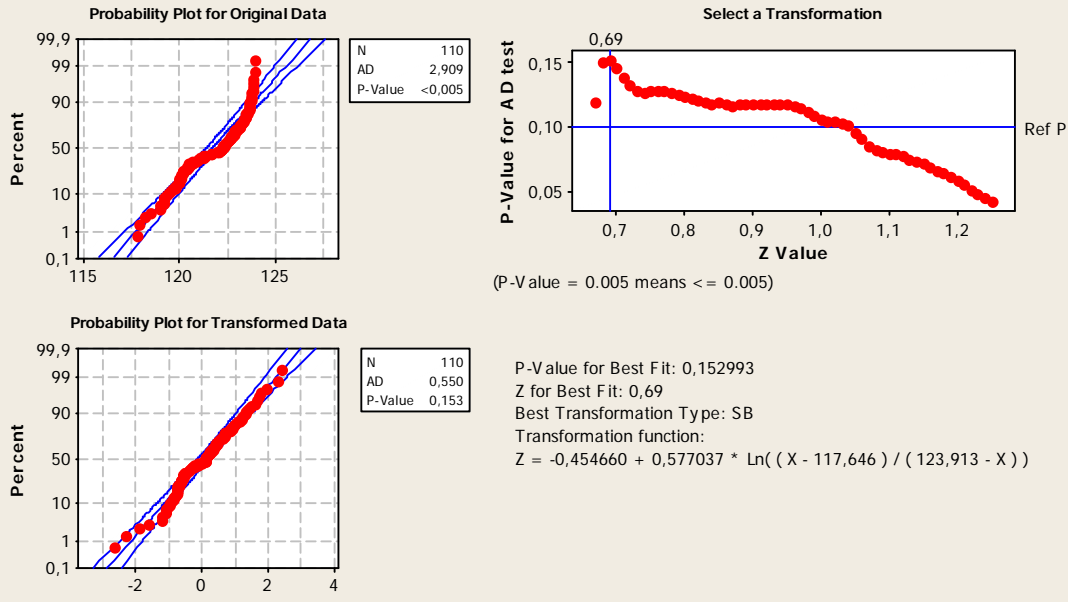 Probability Plot for Original Data
99,9
99
90
50
10
1
0,1
Percent
115
120
125
N 110
AD 2,909
P-Value <0,005
Select a Transformation
0,69
0,15
0,10
0,05
P-Value for AD test
Ref P
0,7
0,8
0,9
1,0
1,1
1,2
Z Value
(P-Value = 0.005 means <= 0.005)
Probability Plot for Transformed Data
99,9
99
90
50
10
1
0,1
Percent
-2
0
2
4
N 110
AD 0,550
P-Value 0,153
P-Value for Best Fit: 0,152993
Z for Best Fit: 0,69
Best Transformation Type: SB
Transformation function:
Z = -0,454660 + 0,577037 * Ln( ( X - 117,646 ) / ( 123,913 - X ) )